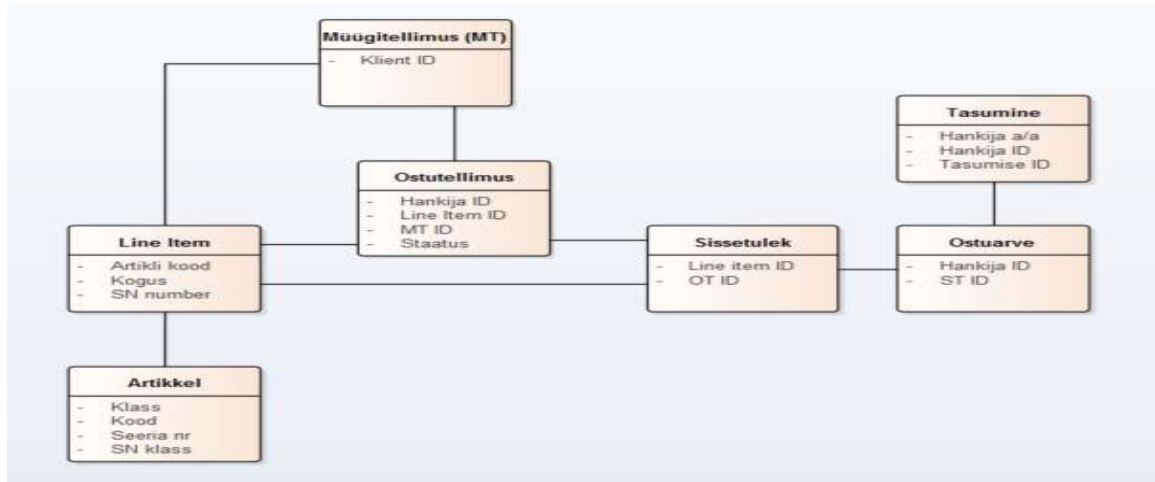 Müügitellimus (MT)
- Klient ID
Tasumine
- Hankija a/a
- Hankija ID
- Tasumise ID
Ostutellimus
- Hankija ID
- Line Item ID
- MT ID
- Staatus
Line Item
- Artikli kood
- Kogus
- SN number
Sissetulek
- Line item ID
- OT ID
Ostuarve
- Hankija ID
- ST ID
Artikkel
- Klass
- Kood
- Seeria nr
- SN klass